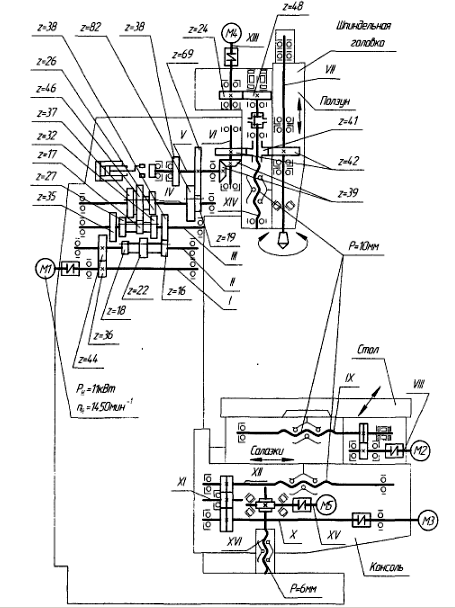 z=38
z=82
z=38
z=24
M4
XIII
z=48
Шпиндельная
головка
z=26
z=69
VII
z=46
Ползун
z=37
z=32
V
VI
z=41
z=17
z=42
z=27
IV
z=39
z=35
XIV
z=19
P=10мм
III
M1
II
I
z=22
z=16
z=18
z=36
z=44
Pн=11кВт
nн=1450мин⁻¹
Стол
IX
VIII
M2
Салазки
XII
XI
M5
M3
XVI
X
XV
Консоль
P=6мм